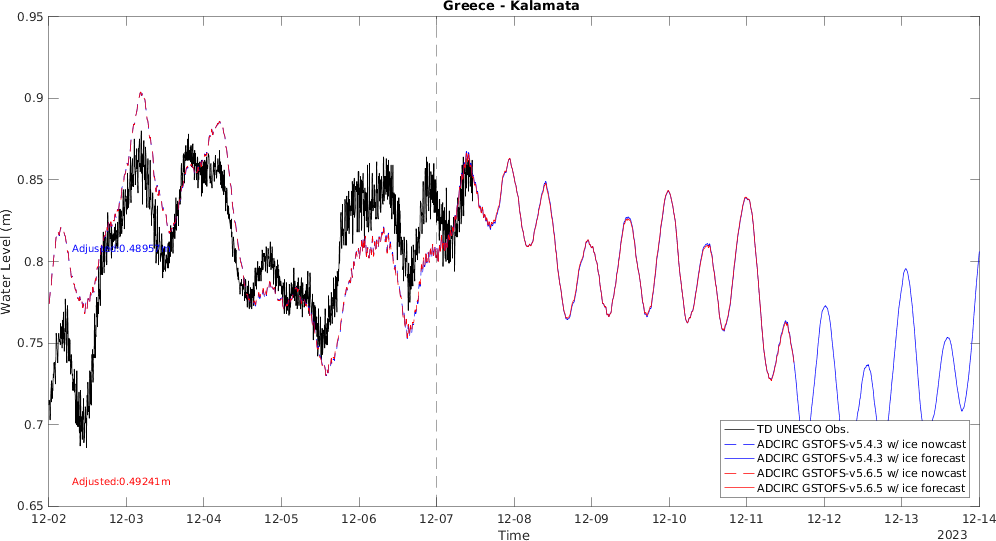 Greece - Kalamata
0.95
0.9
0.85
0.8
0.75
0.7
0.65
Water Level (m)
Adjusted:0.4895
Adjusted:0.49241m
TD UNESCO Obs.
ADCIRC GSTOFS-v5.4.3 w/ ice nowcast
ADCIRC GSTOFS-v5.4.3 w/ ice forecast
ADCIRC GSTOFS-v5.6.5 w/ ice nowcast
ADCIRC GSTOFS-v5.6.5 w/ ice forecast
12-02 12-03 12-04 12-05 12-06 12-07 12-08 12-09 12-10 12-11 12-12 12-13 12-14
Time
2023